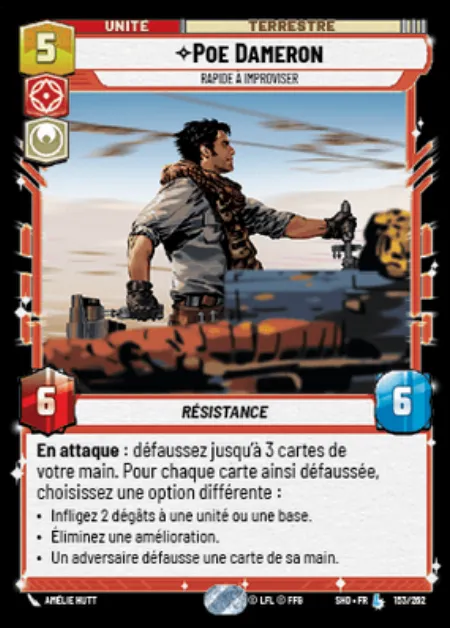 UNITÉ
TERRESTRE
5
✧POE DAMERON
RAPIDE À IMPROVISER
6
RÉSISTANCE
6
En attaque : défaussez jusqu'à 3 cartes de
votre main. Pour chaque carte ainsi défaussée,
choisissez une option différente :
• Infligez 2 dégâts à une unité ou une base.
• Éliminez une amélioration.
• Un adversaire défausse une carte de sa main.
AMÉLIE HUTT
© LFL © FFG
SHD • FR
L
153/262